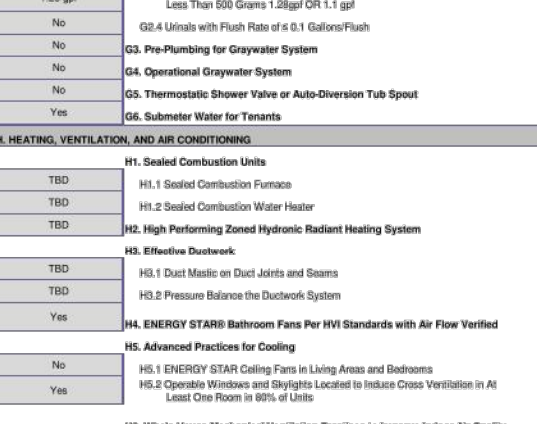 Less Than 500 Grams 1.28gpf OR 1.1 gpf
No G2.4 Urinals with Flush Rate of ≤ 0.1 Gallons/Flush
No G3. Pre-Plumbing for Graywater System
No G4. Operational Graywater System
No G5. Thermostatic Shower Valve or Auto-Diversion Tub Spout
Yes G6. Submeter Water for Tenants
H. HEATING, VENTILATION, AND AIR CONDITIONING
H1. Sealed Combustion Units
TBD H1.1 Sealed Combustion Furnace
TBD H1.2 Sealed Combustion Water Heater
TBD H2. High Performing Zoned Hydronic Radiant Heating System
H3. Effective Ductwork
TBD H3.1 Duct Mastic on Duct Joints and Seams
TBD H3.2 Pressure Balance the Ductwork System
Yes H4. ENERGY STAR® Bathroom Fans Per HVI Standards with Air Flow Verified
H5. Advanced Practices for Cooling
No H5.1 ENERGY STAR Ceiling Fans in Living Areas and Bedrooms
Yes H5.2 Operable Windows and Skylights Located to Induce Cross Ventilation in At
Least One Room in 80% of Units